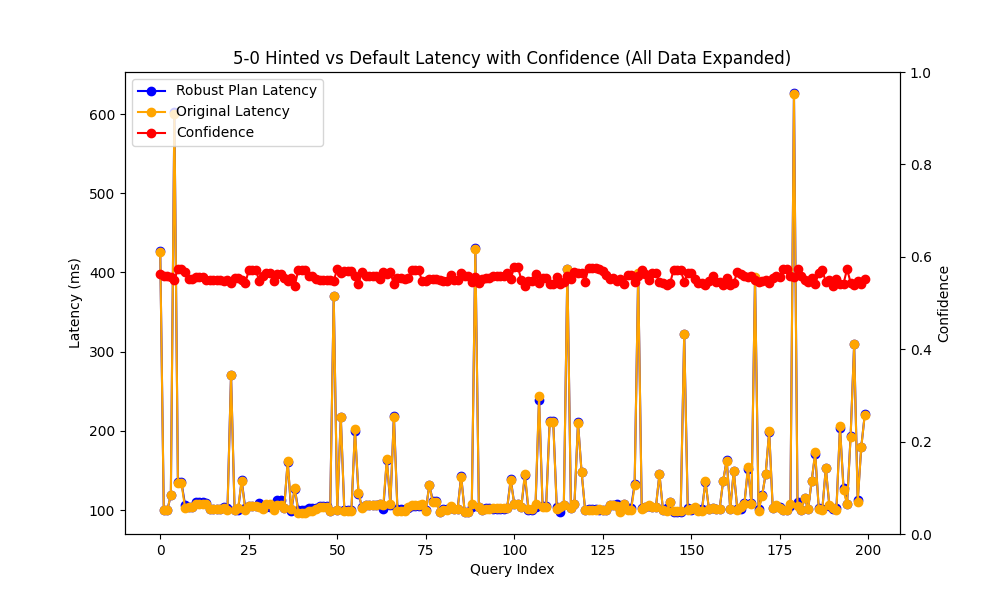 5-0 Hinted vs Default Latency with Confidence (All Data Expanded)
Robust Plan Latency
Original Latency
Confidence
600
500
400
300
200
100
Latency (ms)
1.0
0.8
0.6
0.4
0.2
0.0
Confidence
0 25 50 75 100 125 150 175 200
Query Index